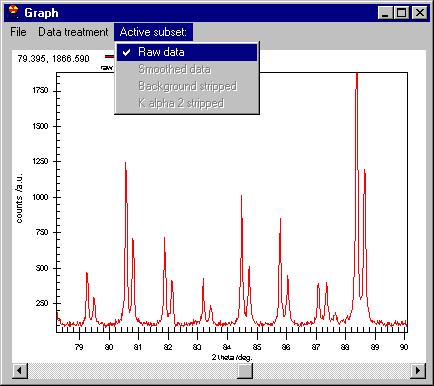 Graph
File Data treatment Active subset:
Raw data
Smoothed data
Background stripped
K alpha 2 stripped
79.395, 1866.590
raw
counts /a.u.
1750
1500
1250
1000
750
500
250
79 80 81 82 83 84 85 86 87 88 89 90
2 theta /deg.